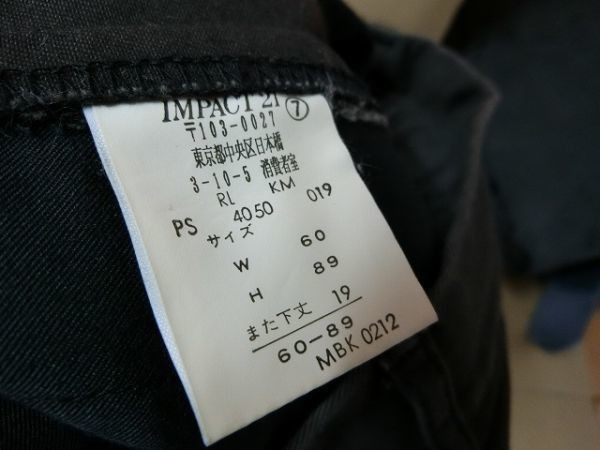 IMPACT 21 ⑦
〒103-0027
東京都中央区日本橋
3-10-5 消費者室
RL KM
PS 4050 019
サイズ
W 60
H 89
また下丈 19
60-89
MBK 0212